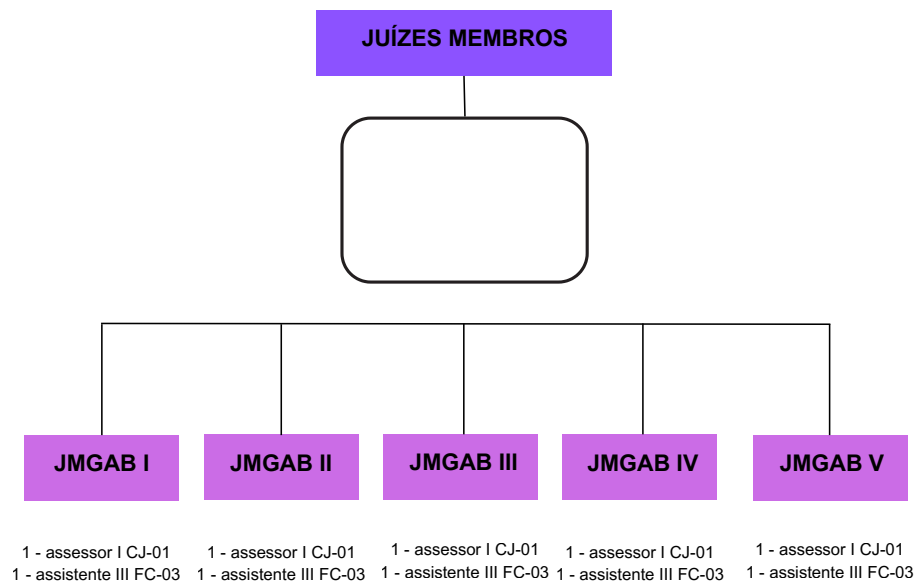 JUÍZES MEMBROS
JMGAB I
JMGAB II
JMGAB III
JMGAB IV
JMGAB V
1 - assessor I CJ-01
1 - assistente III FC-03
1 - assessor I CJ-01
1 - assistente III FC-03
1 - assessor I CJ-01
1 - assistente III FC-03
1 - assessor I CJ-01
1 - assistente III FC-03
1 - assessor I CJ-01
1 - assistente III FC-03